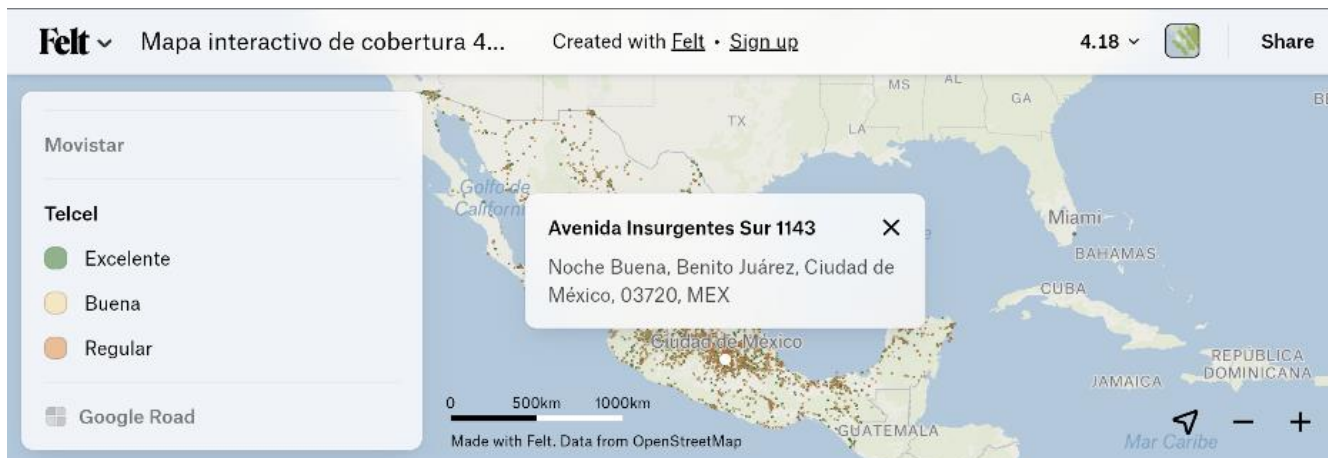 Felt
Mapa interactivo de cobertura 4...
Created with Felt • Sign up
4.18
Share
Movistar
Telcel
Excelente
Buena
Regular
Google Road
MS
AL
GA
TX
LA
Golfo de
Californi
Avenida Insurgentes Sur 1143
Noche Buena, Benito Juárez, Ciudad de
México, 03720, MEX
Miami
BAHAMAS
CUBA
Ciudad de México
REPÚBLICA
DOMINICANA
JAMAICA
0 500km 1000km
Made with Felt. Data from OpenStreetMap
GUATEMALA
Mar Caribe